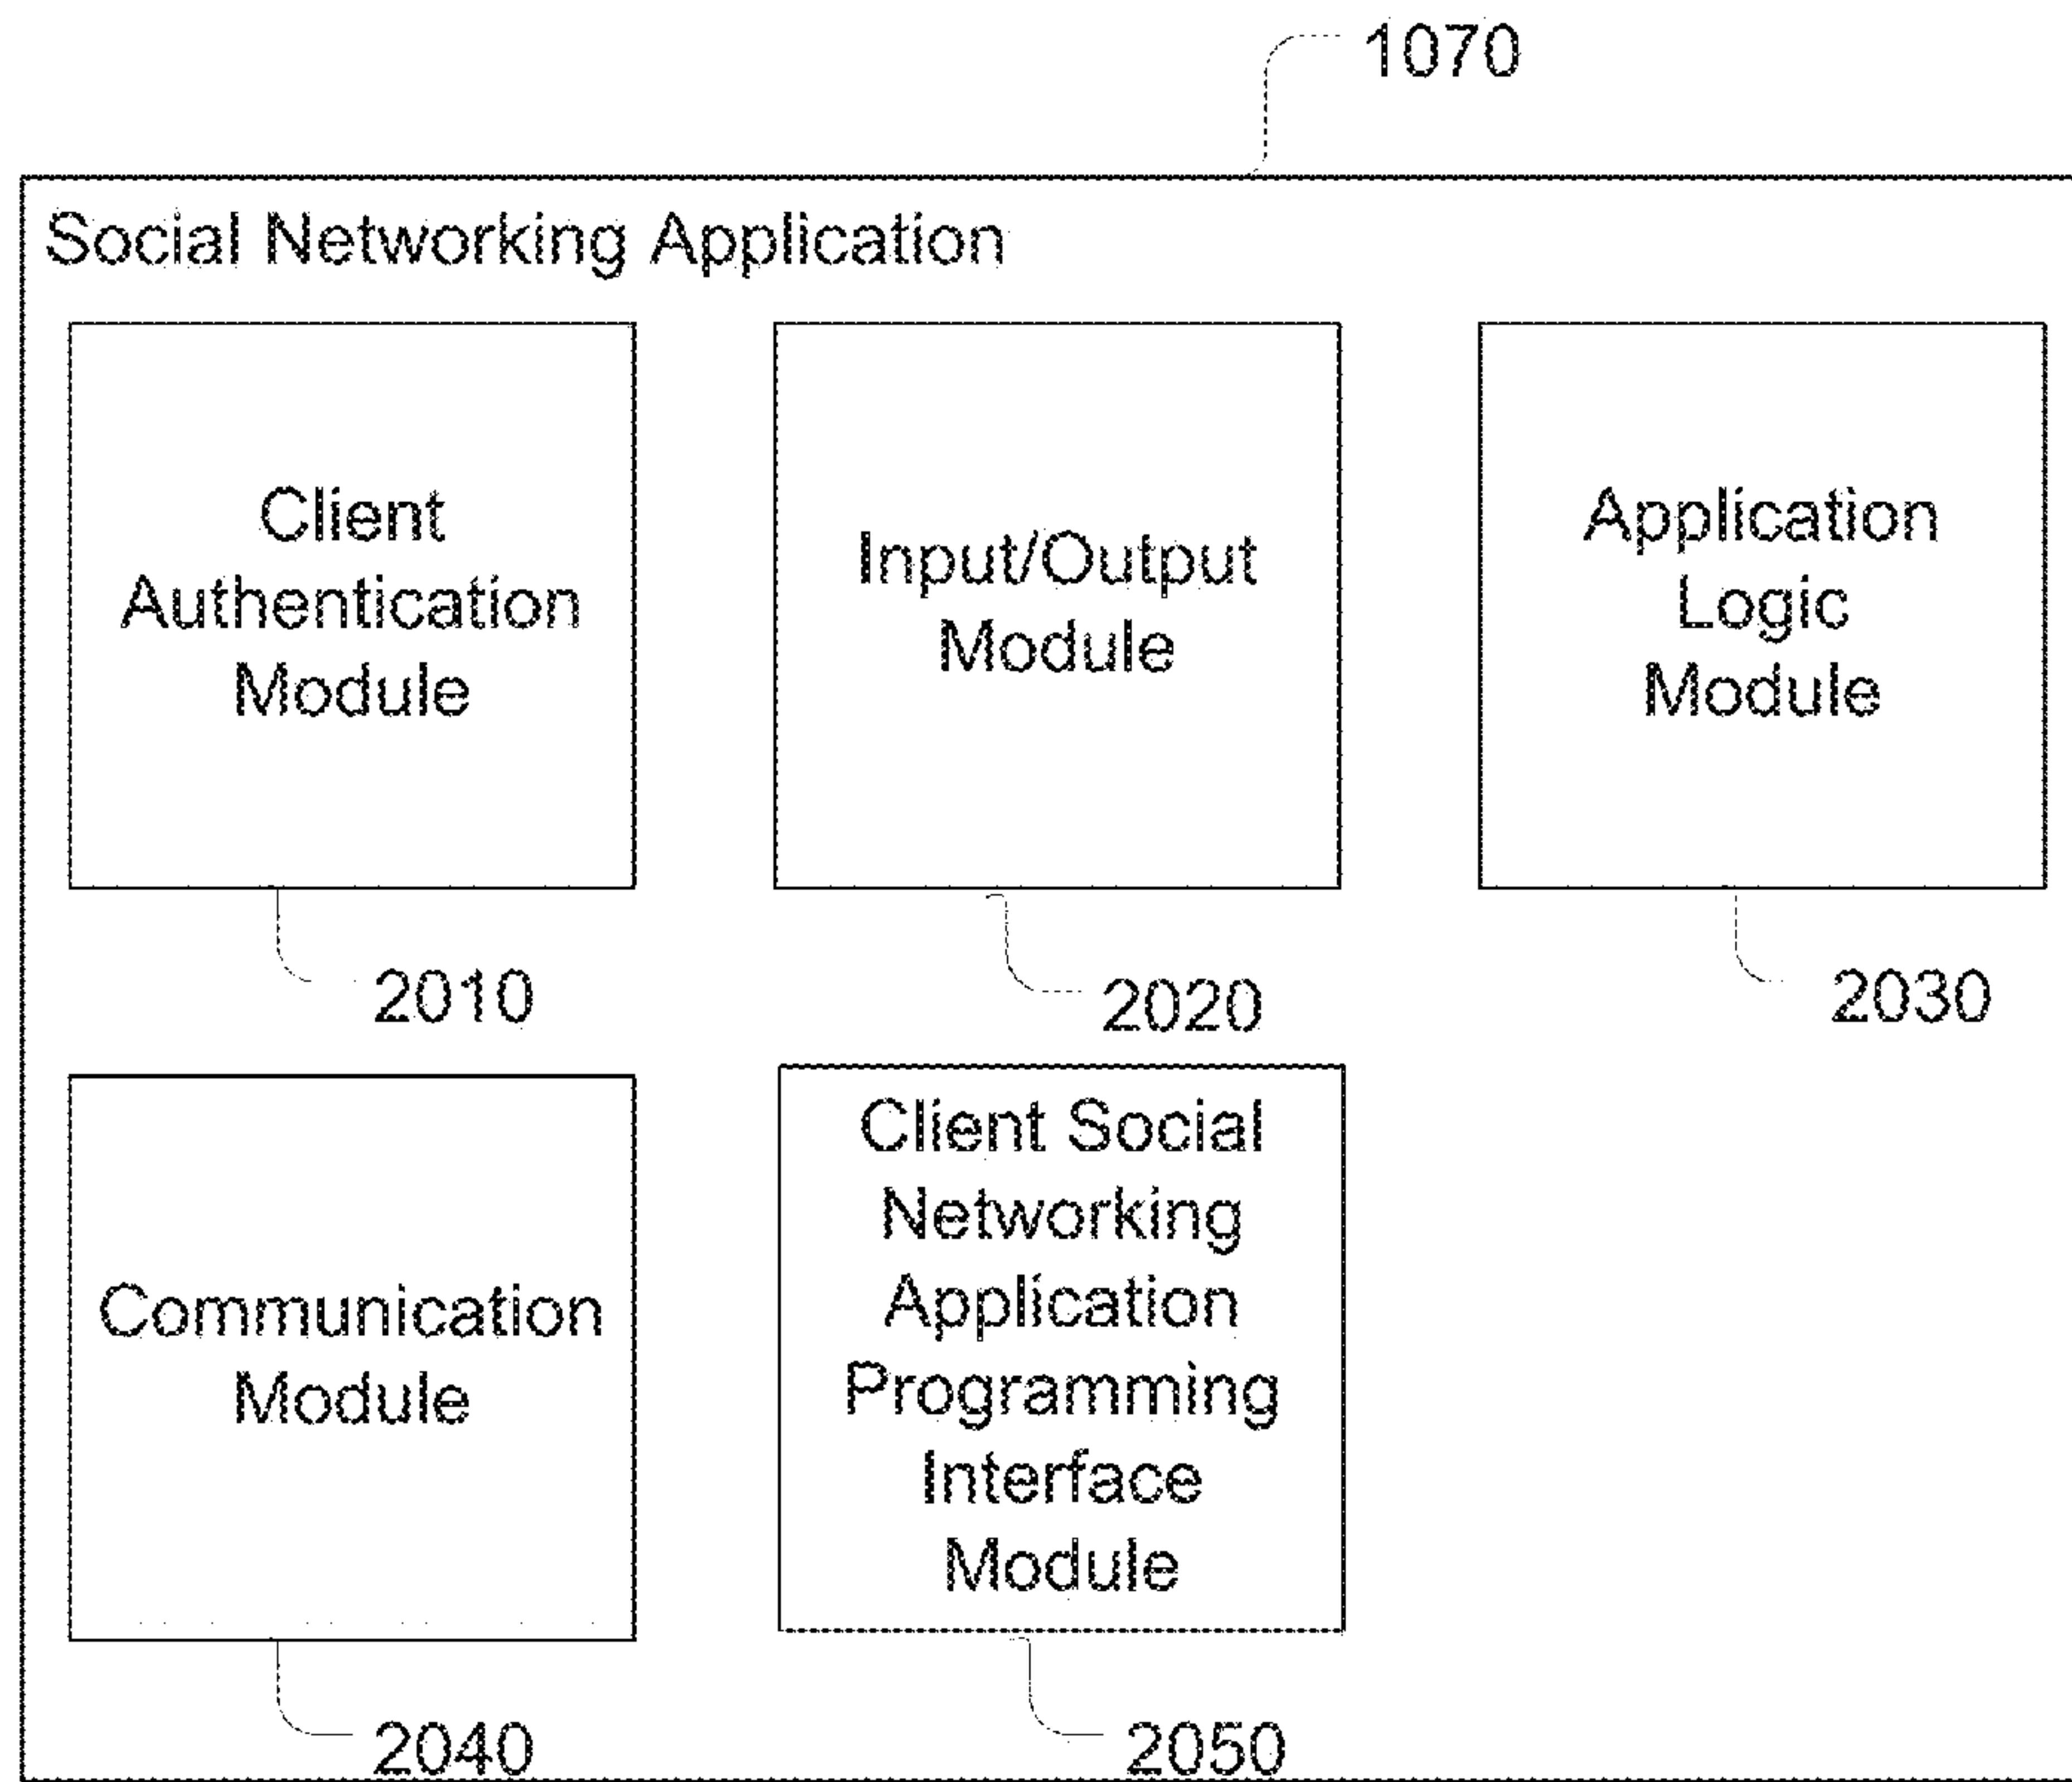 1070
Social Networking Application
Client
Authentication
Module
Input/Output
Module
Application
Logic
Module
2010
2020
2030
Communication
Module
Client Social
Networking
Application
Programming
Interface
Module
2040
2050